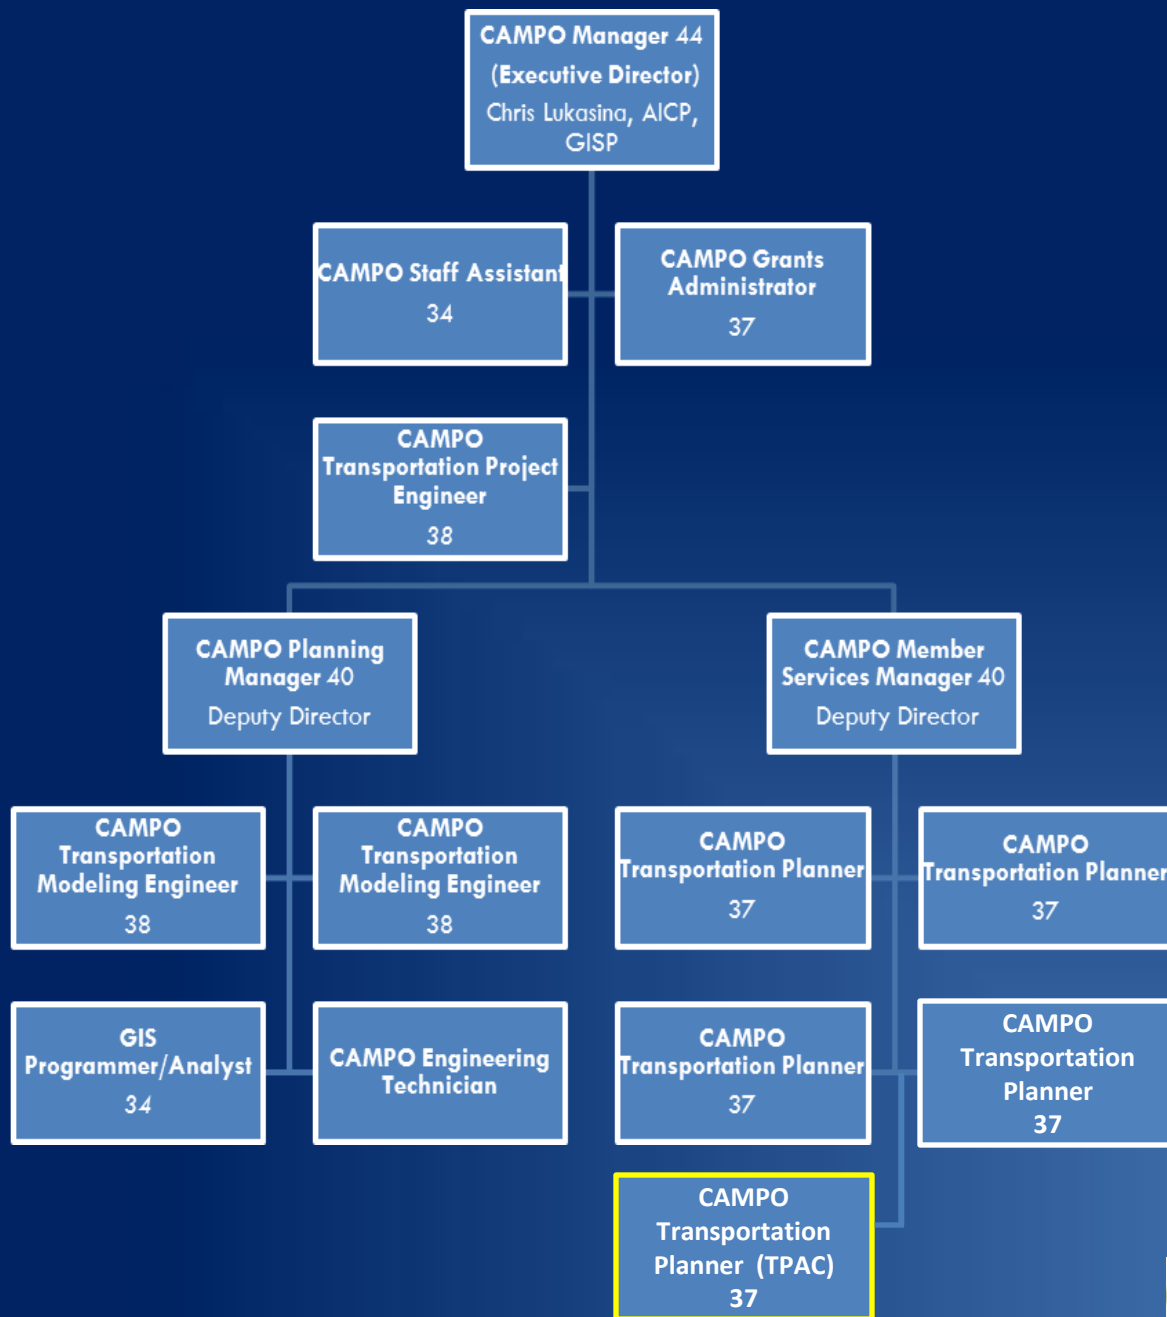 CAMPO Manager 44
(Executive Director)
Chris Lukasina, AICP,
GISP
CAMPO Staff Assistant
34
CAMPO Grants
Administrator
37
CAMPO
Transportation Project
Engineer
38
CAMPO Planning
Manager 40
Deputy Director
CAMPO Member
Services Manager 40
Deputy Director
CAMPO
Transportation
Modeling Engineer
38
CAMPO
Transportation
Modeling Engineer
38
CAMPO
Transportation Planner
37
CAMPO
Transportation Planner
37
GIS
Programmer/Analyst
34
CAMPO Engineering
Technician
CAMPO
Transportation Planner
37
CAMPO
Transportation
Planner
37
CAMPO
Transportation
Planner (TPAC)
37